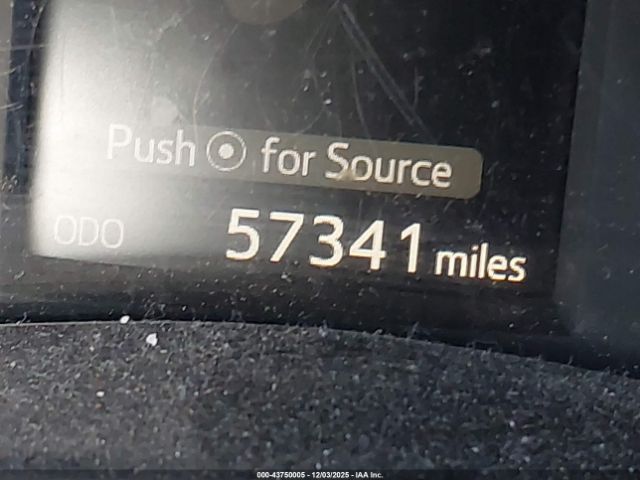 Push for Source
ODO 57341 miles
000-43750005 - 12/03/2025 - IAA Inc.